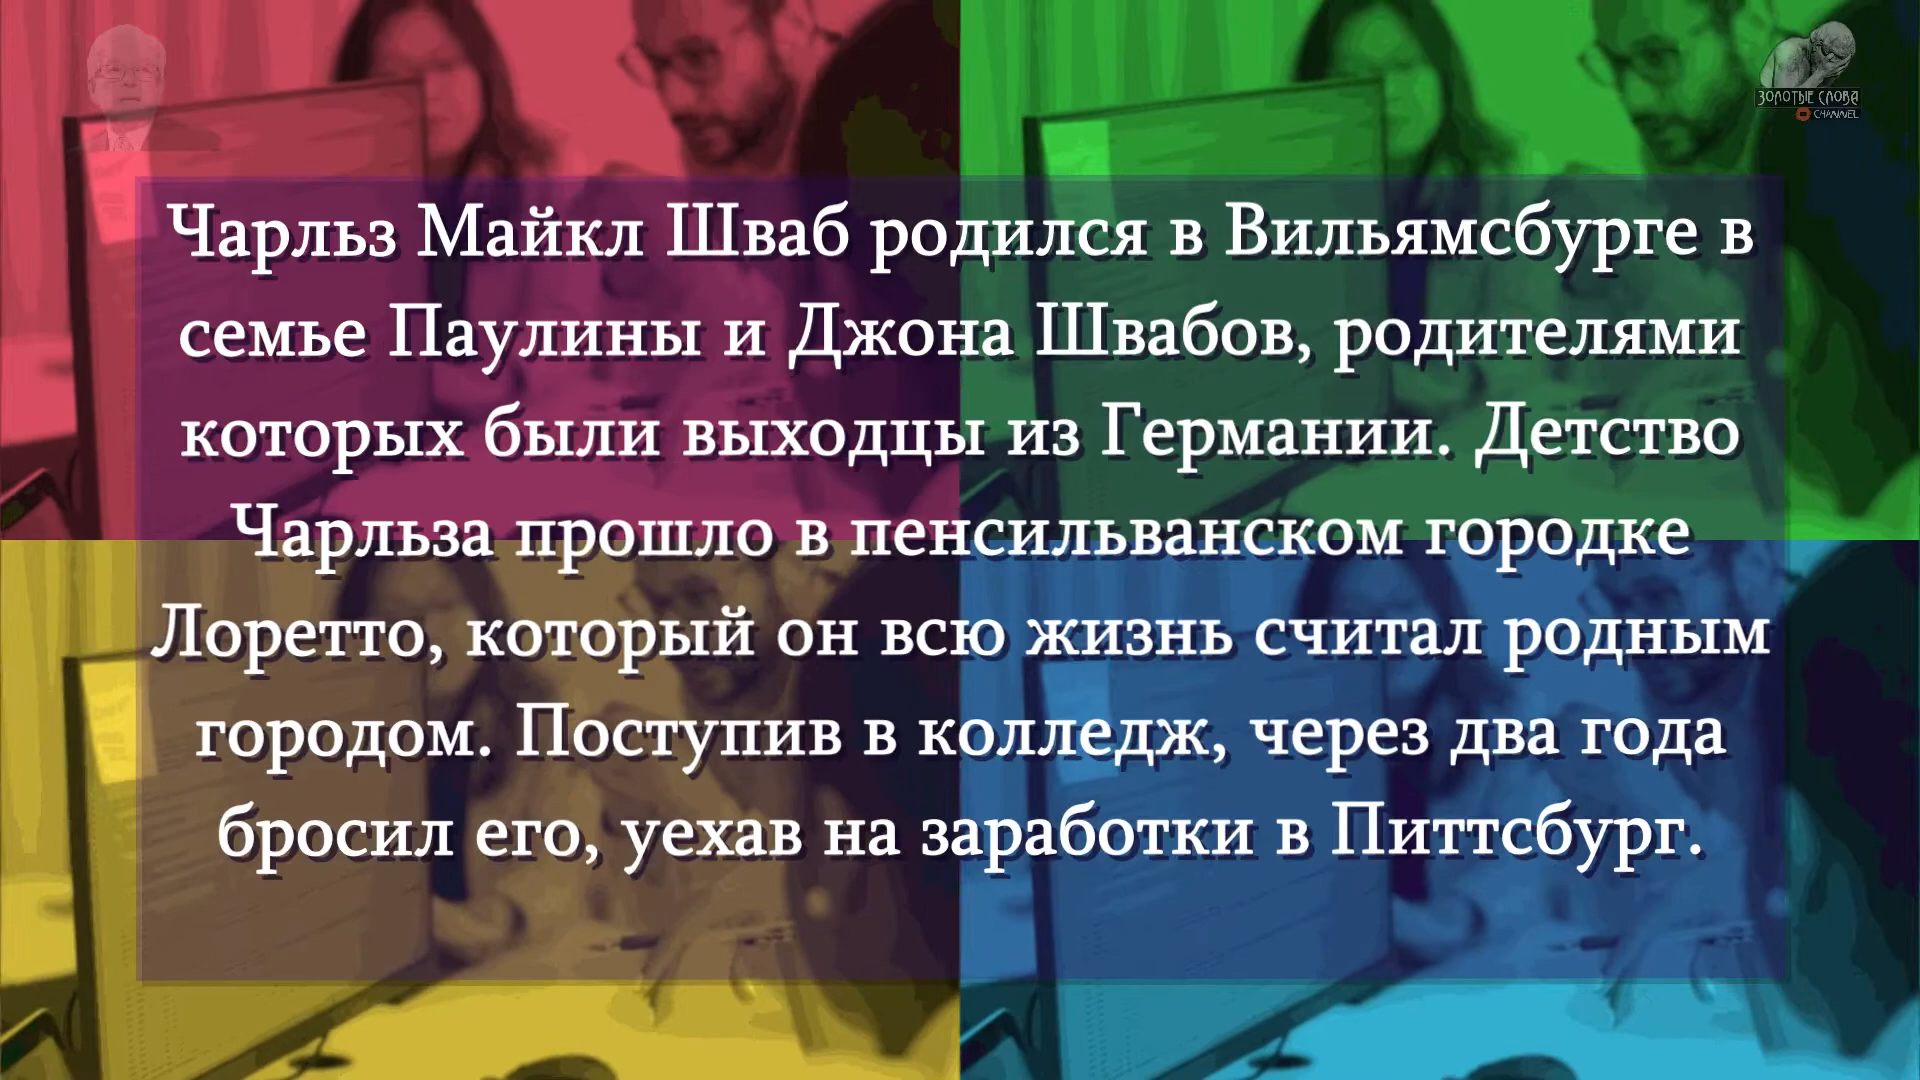 ЗОЛОТЫЕ СЛОВА
CHANNEL
Чарльз Майкл Шваб родился в Вильямсбурге в
семье Паулины и Джона Швабов, родителями
которых были выходцы из Германии. Детство
Чарльза прошло в пенсильванском городке
Лоретто, который он всю жизнь считал родным
городом. Поступив в колледж, через два года
бросил его, уехав на заработки в Питтсбург.